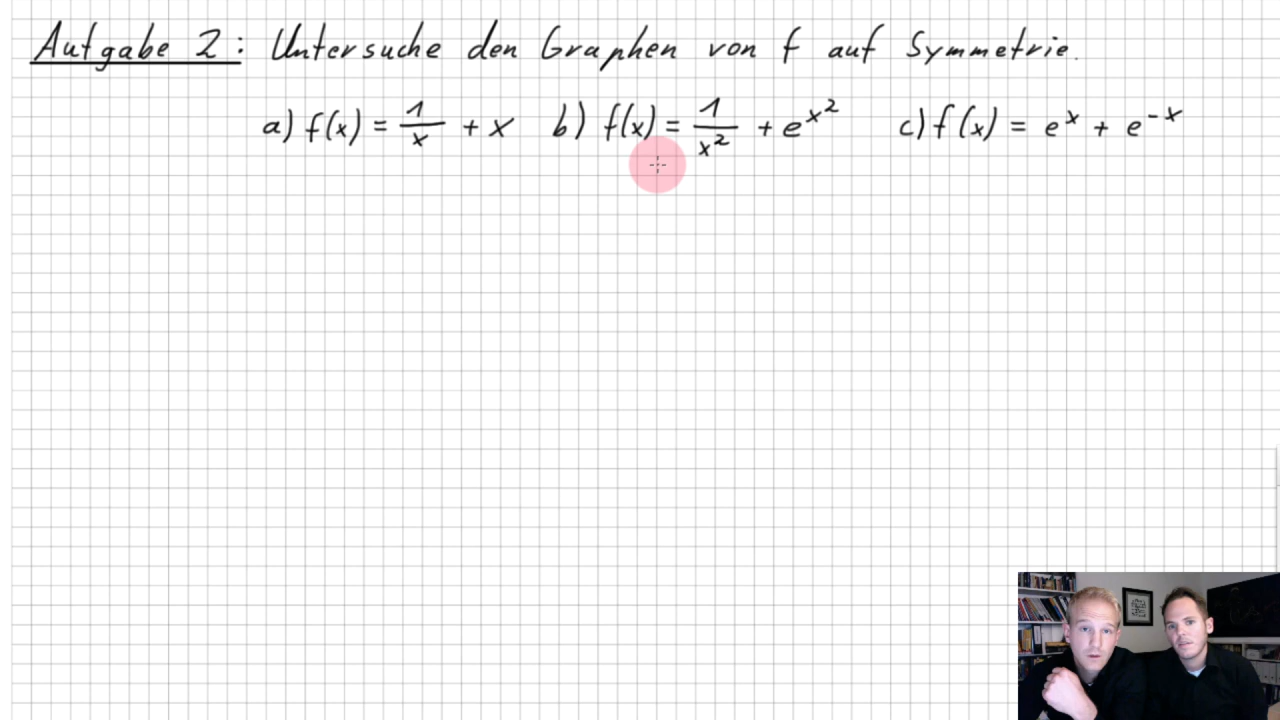 Aufgabe 2: Untersuche den Graphen von f auf Symmetrie.
a) f(x) = 1/x + x b) f(x) = 1/x² + e^x² c) f(x) = e^x + e^-x